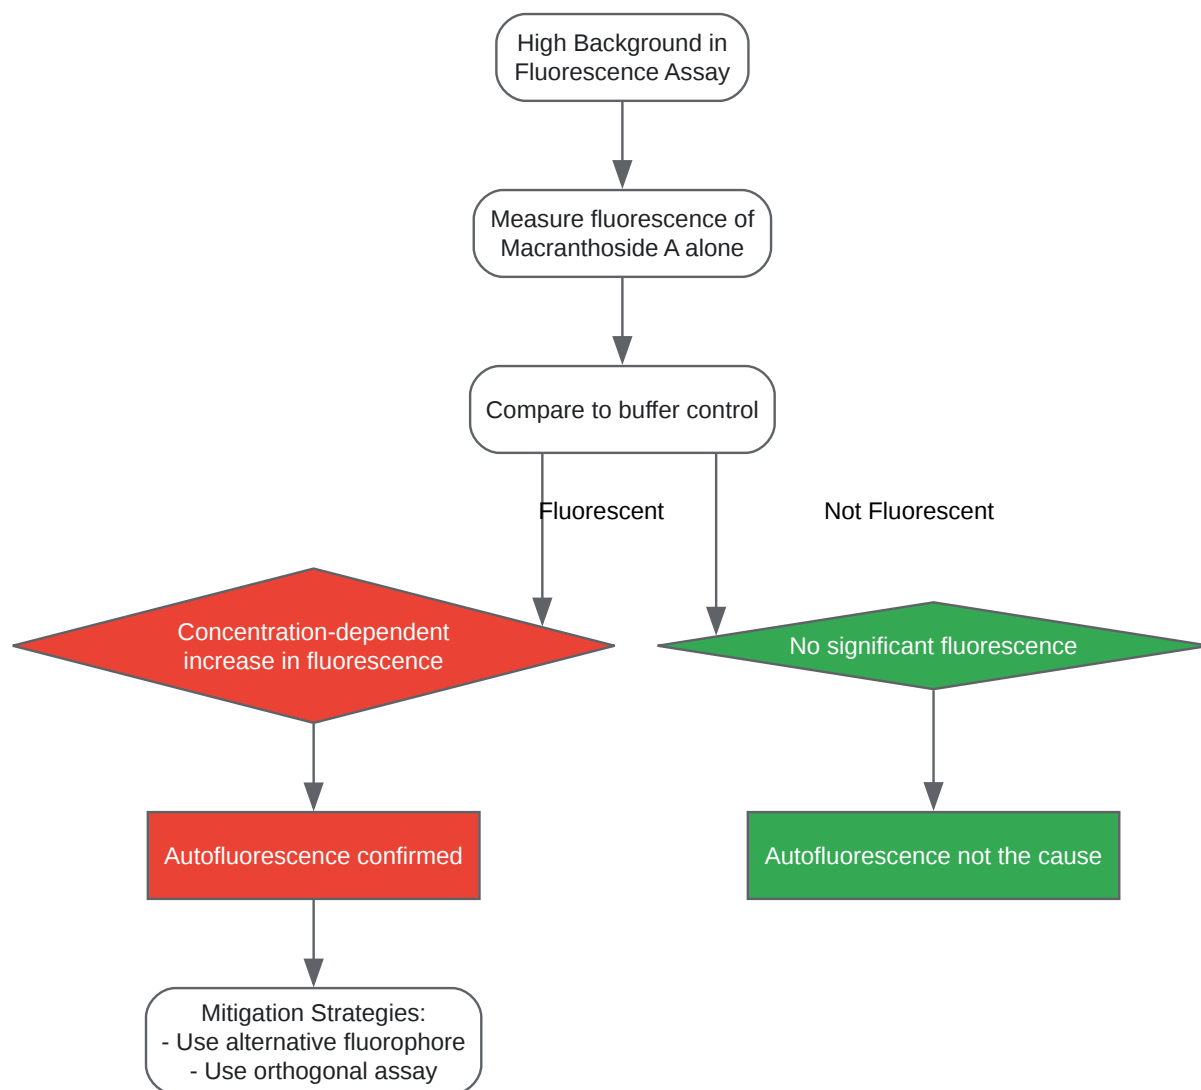 High Background in
Fluorescence Assay
Measure fluorescence of
Macranthoside A alone
Compare to buffer control
Fluorescent
Not Fluorescent
Concentration-dependent
increase in fluorescence
No significant fluorescence
Autofluorescence confirmed
Autofluorescence not the cause
Mitigation Strategies:
- Use alternative fluorophore
- Use orthogonal assay